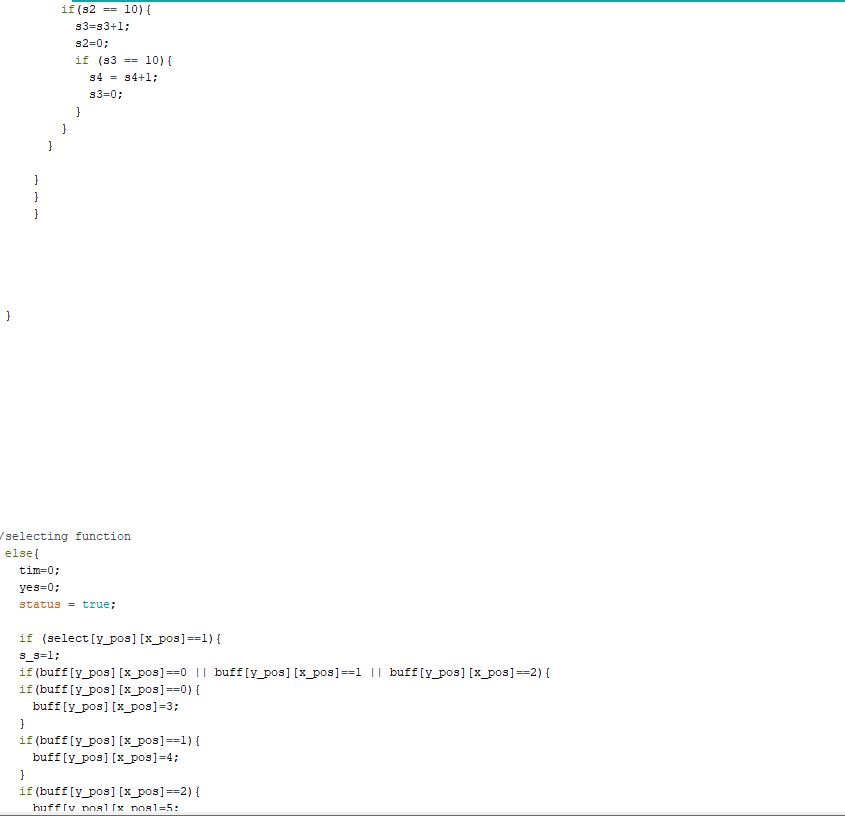 if(s2 == 10){
s3=s3+1;
s2=0;
if (s3 == 10){
s4 = s4+1;
s3=0;
}
}
}
}
}
}
}
/selecting function
else{
tim=0;
yes=0;
status = true;
if (select[y_pos][x_pos]==1){
s_s=1;
if(buff[y_pos][x_pos]==0 || buff[y_pos][x_pos]==1 || buff[y_pos][x_pos]==2){
if(buff[y_pos][x_pos]==0){
buff[y_pos][x_pos]=3;
}
if(buff[y_pos][x_pos]==1){
buff[y_pos][x_pos]=4;
}
if(buff[y_pos][x_pos]==2){
buff[y_pos][x_pos]=5;